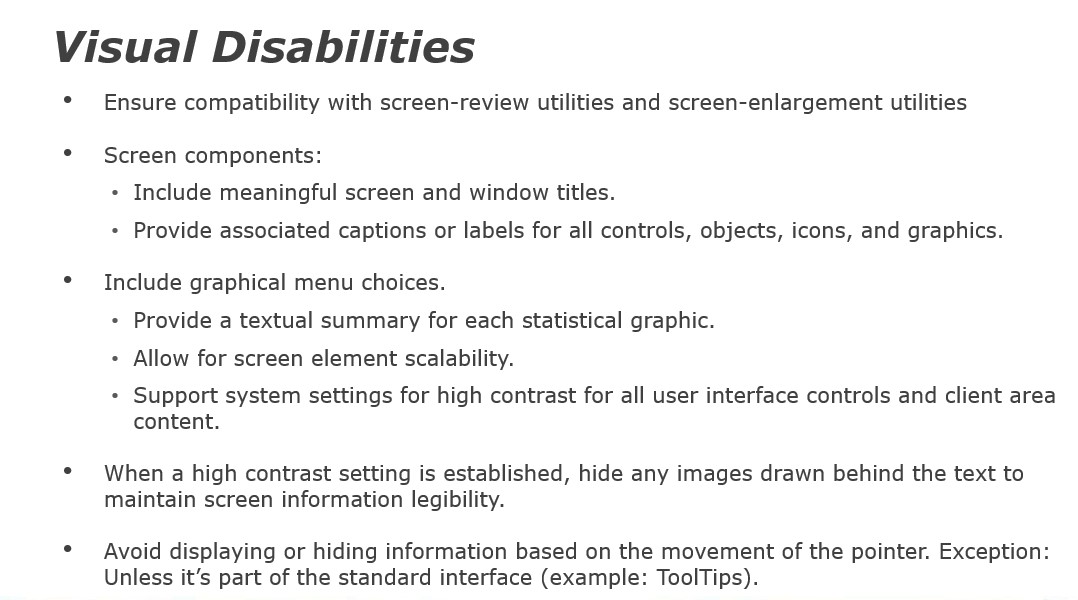 Visual Disabilities
• Ensure compatibility with screen-review utilities and screen-enlargement utilities
• Screen components:
• Include meaningful screen and window titles.
• Provide associated captions or labels for all controls, objects, icons, and graphics.
• Include graphical menu choices.
• Provide a textual summary for each statistical graphic.
• Allow for screen element scalability.
• Support system settings for high contrast for all user interface controls and client area
content.
• When a high contrast setting is established, hide any images drawn behind the text to
maintain screen information legibility.
• Avoid displaying or hiding information based on the movement of the pointer. Exception:
Unless it’s part of the standard interface (example: ToolTips).